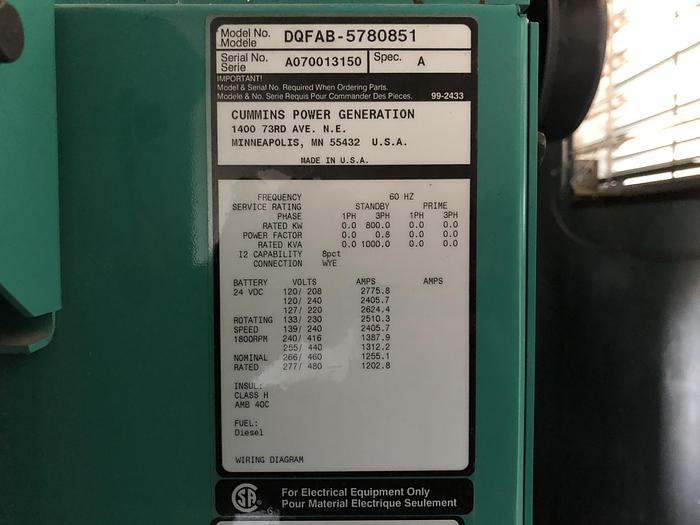 Model No. DQFAB-5780851
Modele
Serial No. A070013150 Spec. A
Serie
IMPORTANT!
Model & Serial No. Required When Ordering Parts.
Modele & No. Serie Requis Pour Commander Des Pieces. 99-2433
CUMMINS POWER GENERATION
1400 73RD AVE. N.E.
MINNEAPOLIS, MN 55432 U.S.A.
MADE IN U.S.A.
FREQUENCY 60 HZ
SERVICE RATING STANDBY PRIME
PHASE 1PH 3PH 1PH 3PH
RATED KW 0.0 800.0 0.0 0.0
POWER FACTOR 0.0 0.8 0.0 0.0
RATED KVA 0.0 1000.0 0.0 0.0
I2 CAPABILITY 8pct
CONNECTION WYE
BATTERY VOLTS AMPS AMPS
24 VDC 120/ 208 2775.8
120/ 240 2405.7
127/ 220 2624.4
ROTATING 133/ 230 2510.3
SPEED 139/ 240 2405.7
1800RPM 240/ 416 1387.9
255/ 440 1312.2
NOMINAL 266/ 460 1255.1
RATED 277/ 480 1202.8
INSUL:
CLASS H
AMB 40C
FUEL:
Diesel
WIRING DIAGRAM
SA For Electrical Equipment Only
Pour Material Electrique Seulement